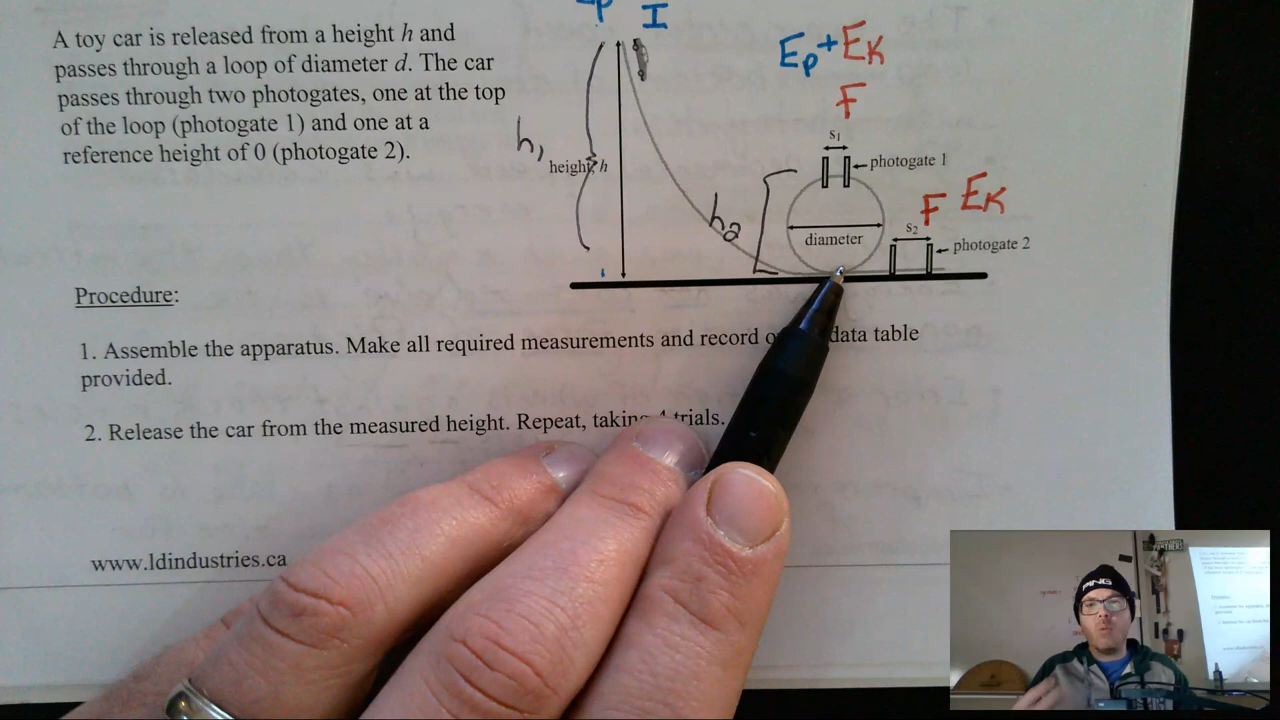 A toy car is released from a height h and
passes through a loop of diameter d. The car
passes through two photogates, one at the top
of the loop (photogate 1) and one at a
reference height of 0 (photogate 2).
Ep I
Ep + Ek
F
h1
height, h
s1
photogate 1
h2
diameter
F Ek
s2
photogate 2
Procedure:
1. Assemble the apparatus. Make all required measurements and record o data table
provided.
2. Release the car from the measured height. Repeat, taking 4 trials.
www.ldindustries.ca
PING